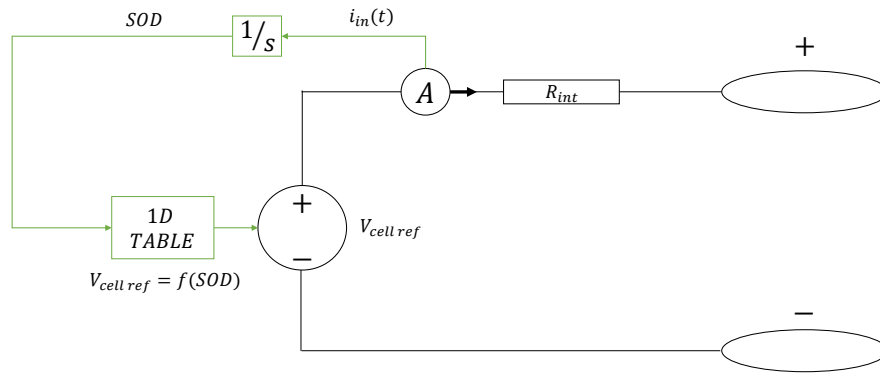 SOD
1/s
i_in(t)
+
A
R_int
1D
TABLE
+
−
V_cell ref
V_cell ref = f(SOD)
−